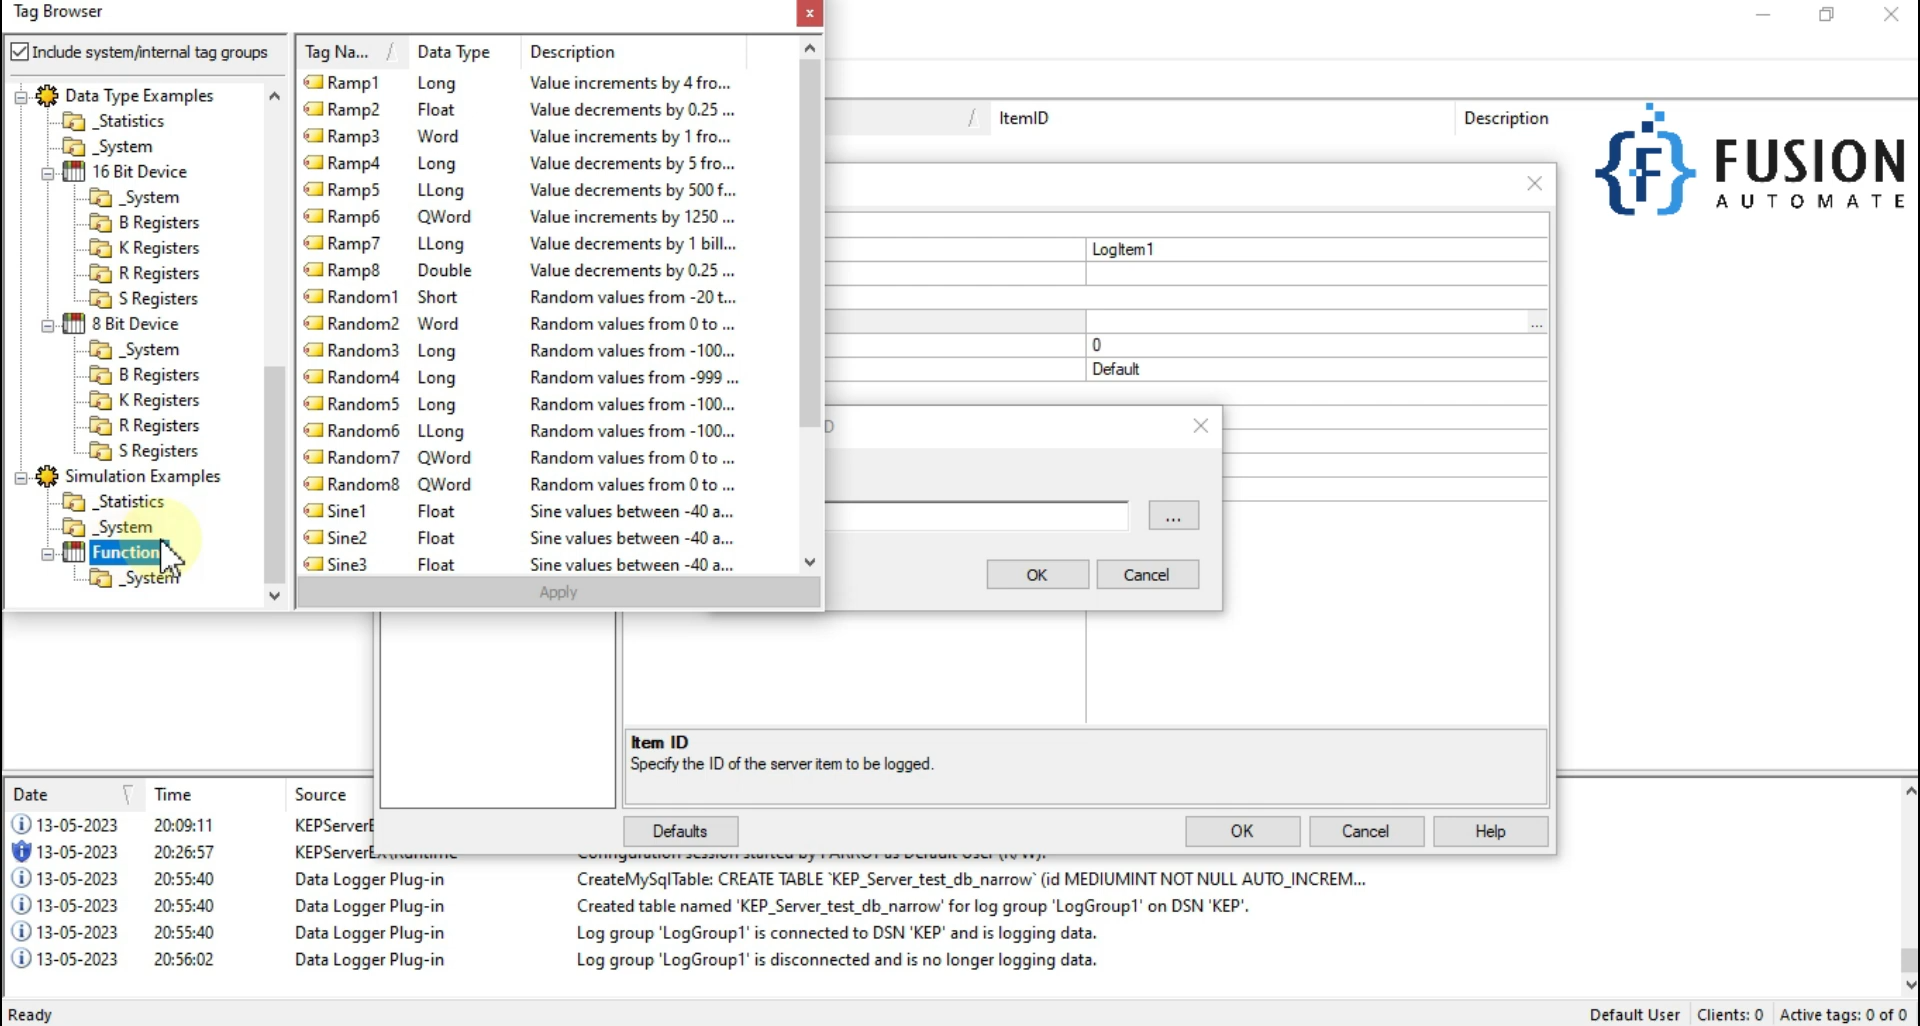 Tag Browser
Include system/internal tag groups
Data Type Examples
_Statistics
_System
16 Bit Device
_System
B Registers
K Registers
R Registers
S Registers
8 Bit Device
_System
B Registers
K Registers
R Registers
S Registers
Simulation Examples
_Statistics
_System
Functions
_System
Tag Na... Data Type Description
Ramp1 Long Value increments by 4 fro...
Ramp2 Float Value decrements by 0.25 ...
Ramp3 Word Value increments by 1 fro...
Ramp4 Long Value decrements by 5 fro...
Ramp5 LLong Value decrements by 500 f...
Ramp6 QWord Value increments by 1250 ...
Ramp7 LLong Value decrements by 1 bill...
Ramp8 Double Value decrements by 0.25 ...
Random1 Short Random values from -20 t...
Random2 Word Random values from 0 to ...
Random3 Long Random values from -100...
Random4 Long Random values from -999 ...
Random5 Long Random values from -100...
Random6 LLong Random values from -100...
Random7 QWord Random values from 0 to ...
Random8 QWord Random values from 0 to ...
Sine1 Float Sine values between -40 a...
Sine2 Float Sine values between -40 a...
Sine3 Float Sine values between -40 a...
Apply
ItemID Description
FUSION
AUTOMATE
LogItem1
...
0
Default
D
...
OK Cancel
Item ID
Specify the ID of the server item to be logged.
Defaults OK Cancel Help
Date Time Source
13-05-2023 20:09:11 KEPServerE
13-05-2023 20:26:57 KEPServerEX\Runtime Configuration session started by PARROT as Default User (R/W).
13-05-2023 20:55:40 Data Logger Plug-in CreateMySqlTable: CREATE TABLE `KEP_Server_test_db_narrow` (id MEDIUMINT NOT NULL AUTO_INCREM...
13-05-2023 20:55:40 Data Logger Plug-in Created table named 'KEP_Server_test_db_narrow' for log group 'LogGroup1' on DSN 'KEP'.
13-05-2023 20:55:40 Data Logger Plug-in Log group 'LogGroup1' is connected to DSN 'KEP' and is logging data.
13-05-2023 20:56:02 Data Logger Plug-in Log group 'LogGroup1' is disconnected and is no longer logging data.
Ready Default User Clients: 0 Active tags: 0 of 0